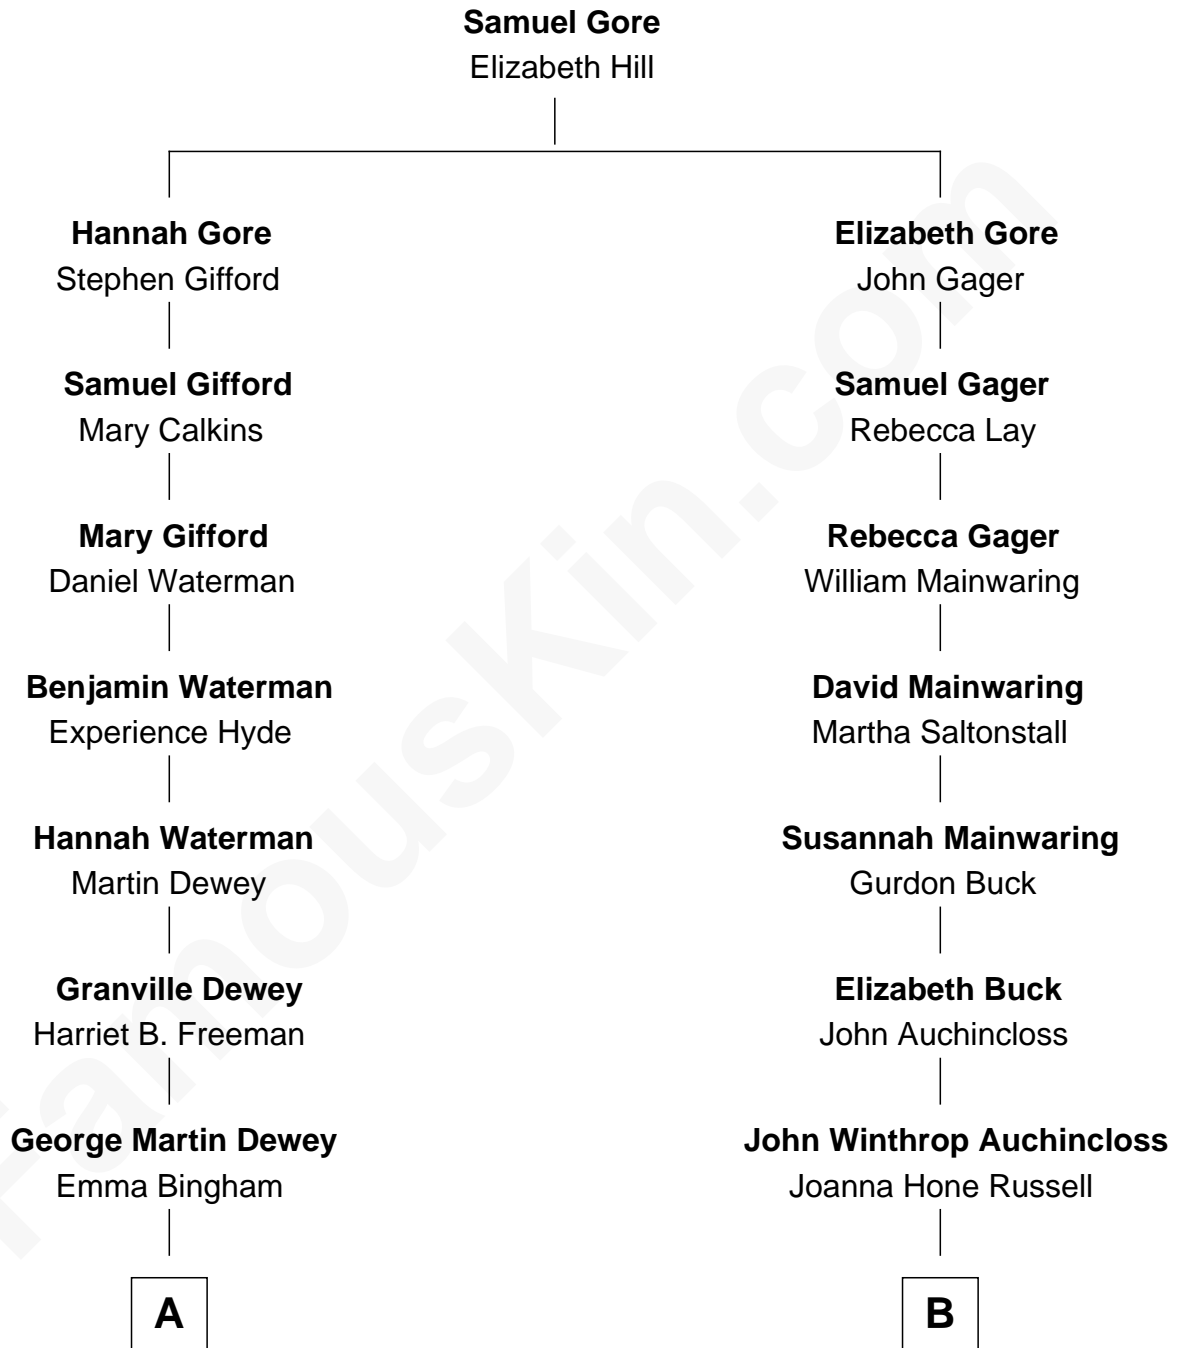 Samuel Gore
Elizabeth Hill
Hannah Gore
Stephen Gifford
Samuel Gifford
Mary Calkins
Mary Gifford
Daniel Waterman
Benjamin Waterman
Experience Hyde
Hannah Waterman
Martin Dewey
Granville Dewey
Harriet B. Freeman
George Martin Dewey
Emma Bingham
A
Elizabeth Gore
John Gager
Samuel Gager
Rebecca Lay
Rebecca Gager
William Mainwaring
David Mainwaring
Martha Saltonstall
Susannah Mainwaring
Gurdon Buck
Elizabeth Buck
John Auchincloss
John Winthrop Auchincloss
Joanna Hone Russell
B
FamousKin.com